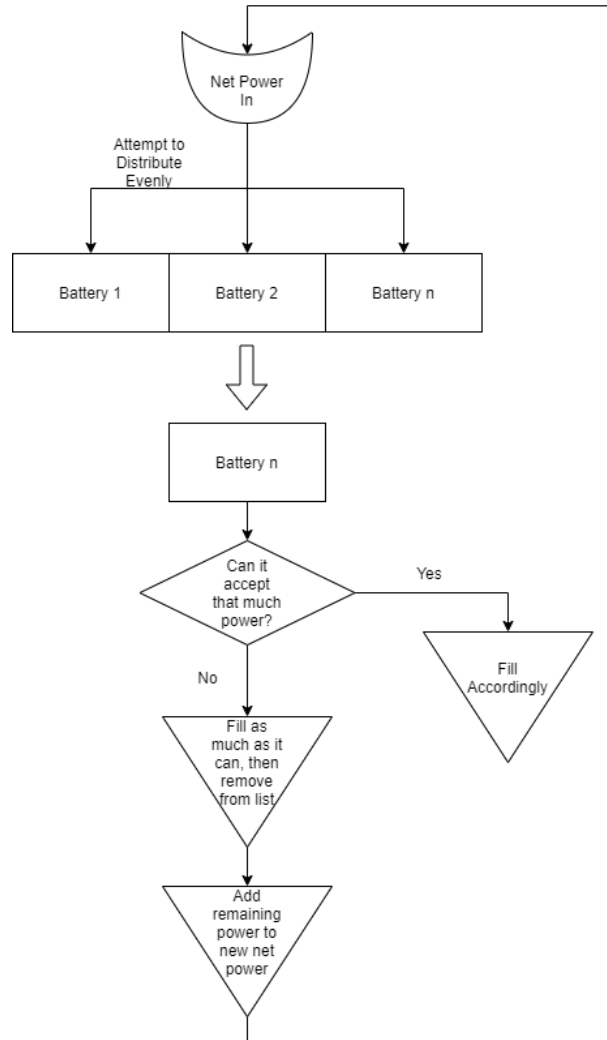 Net Power
In
Attempt to
Distribute
Evenly
Battery 1
Battery 2
Battery n
Battery n
Can it
accept
that much
power?
Yes
No
Fill
Accordingly
Fill as
much as it
can, then
remove
from list
Add
remaining
power to
new net
power